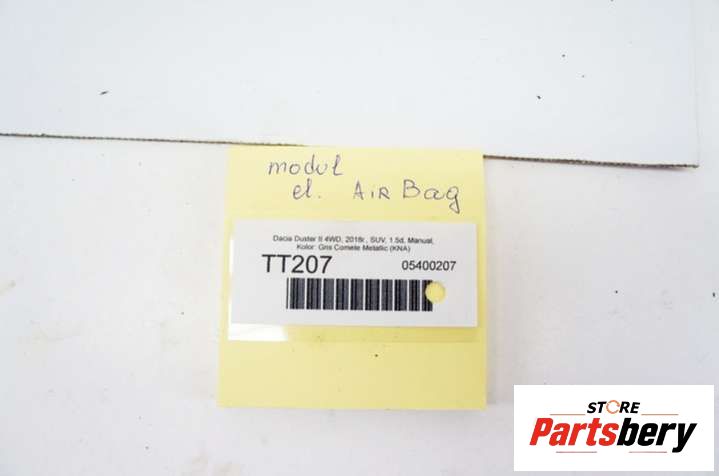 modul
el. AirBag
Dacia Duster II 4WD, 2018r., SUV, 1.5d, Manual,
Kolor: Gris Comete Metallic (KNA)
TT207 05400207
STORE
Partsbery